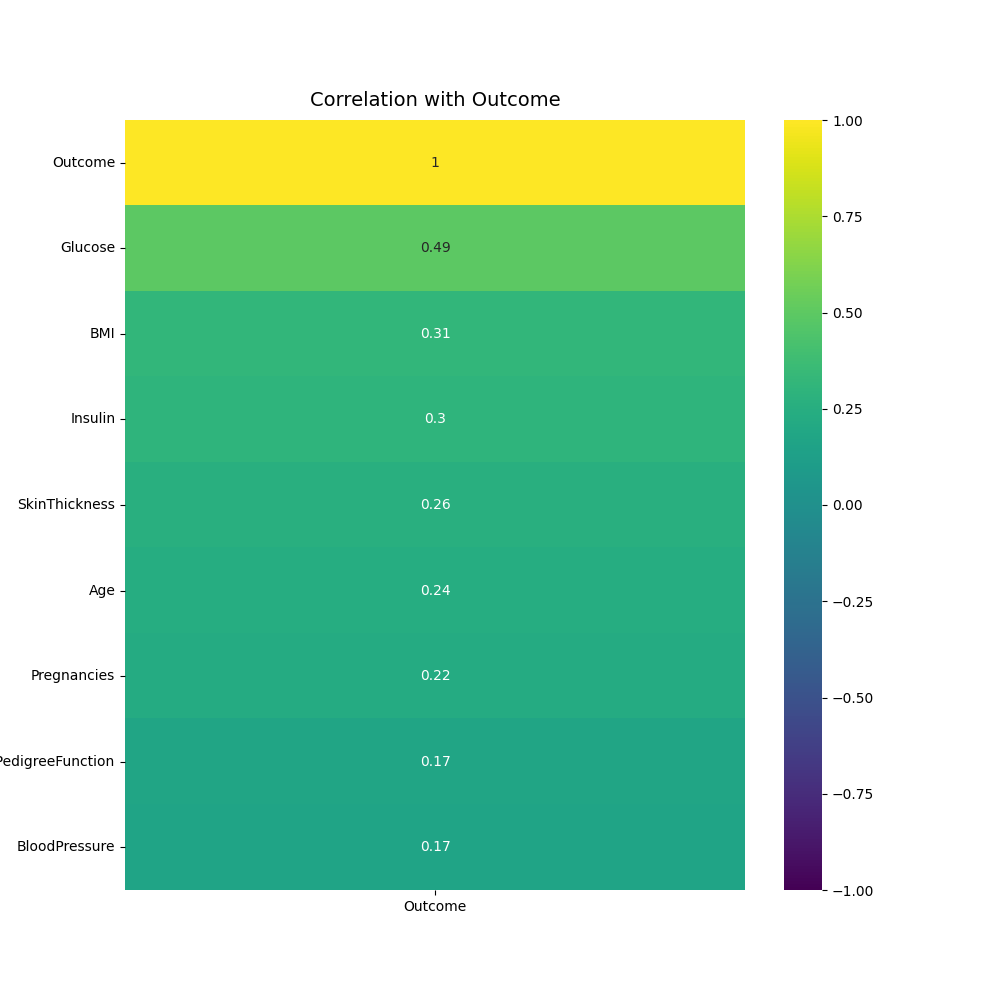 Correlation with Outcome
Outcome 1
Glucose 0.49
BMI 0.31
Insulin 0.3
SkinThickness 0.26
Age 0.24
Pregnancies 0.22
PedigreeFunction 0.17
BloodPressure 0.17
Outcome
1.00
0.75
0.50
0.25
0.00
−0.25
−0.50
−0.75
−1.00